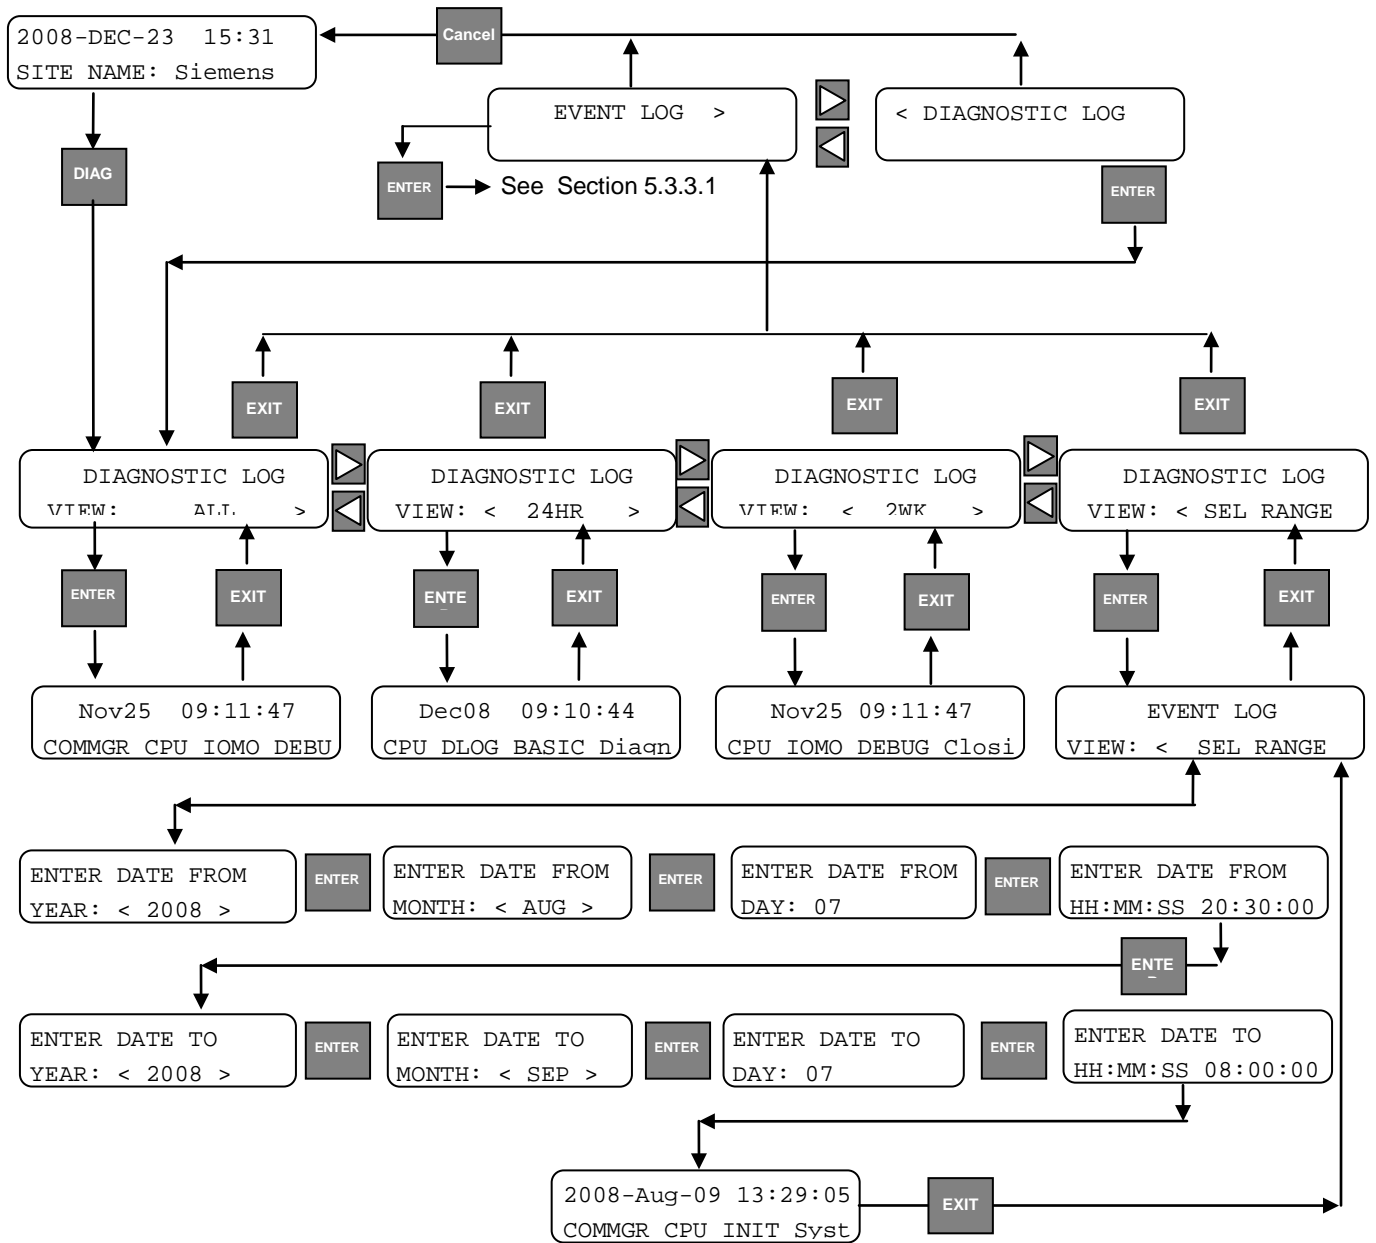 Cancel
2008-DEC-23 15:31
SITE NAME: Siemens
EVENT LOG >
< DIAGNOSTIC LOG
DIAG
ENTER
See Section 5.3.3.1
ENTER
EXIT
EXIT
EXIT
EXIT
DIAGNOSTIC LOG
VIEW: ALL >
DIAGNOSTIC LOG
VIEW: < 24HR >
DIAGNOSTIC LOG
VIEW: < 2WK >
DIAGNOSTIC LOG
VIEW: < SEL RANGE
ENTER
EXIT
ENTE
EXIT
ENTER
EXIT
ENTER
EXIT
Nov25 09:11:47
COMMGR CPU IOMO DEBU
Dec08 09:10:44
CPU DLOG BASIC Diagn
Nov25 09:11:47
CPU IOMO DEBUG Closi
EVENT LOG
VIEW: < SEL RANGE
ENTER DATE FROM
YEAR: < 2008 >
ENTER
ENTER DATE FROM
MONTH: < AUG >
ENTER
ENTER DATE FROM
DAY: 07
ENTER
ENTER DATE FROM
HH:MM:SS 20:30:00
ENTE
ENTER DATE TO
YEAR: < 2008 >
ENTER
ENTER DATE TO
MONTH: < SEP >
ENTER
ENTER DATE TO
DAY: 07
ENTER
ENTER DATE TO
HH:MM:SS 08:00:00
2008-Aug-09 13:29:05
COMMGR CPU INIT Syst
EXIT